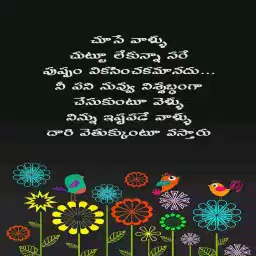 చూసే వాళ్ళు
చుట్టూ లేకున్నా సరే
పుష్పం వికసించకమానదు...
నీ పని నువ్వు నిశ్శబ్దంగా
చేసుకుంటూ వెళ్ళు
నిన్ను ఇష్టపడే వాళ్ళు
దారి వెతుక్కుంటూ వస్తారు